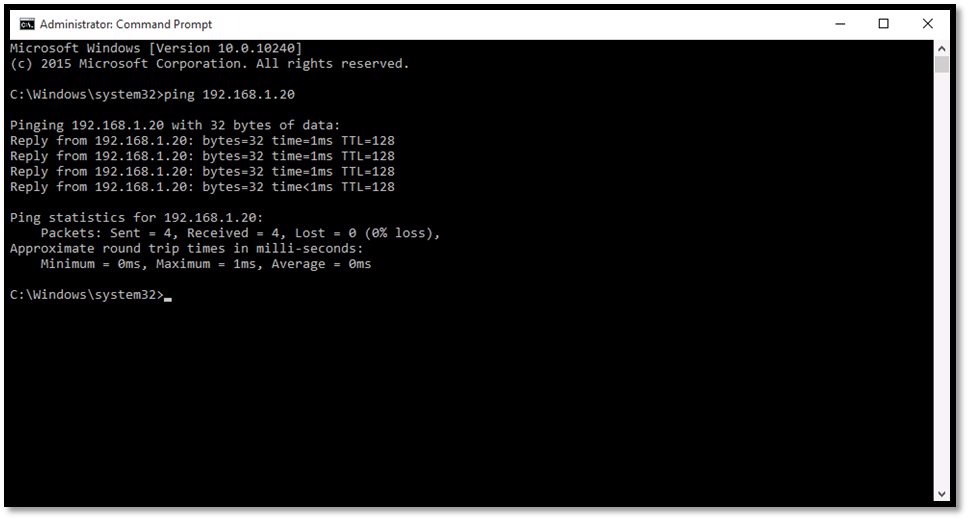 Administrator: Command Prompt
Microsoft Windows [Version 10.0.10240]
(c) 2015 Microsoft Corporation. All rights reserved.
C:\Windows\system32>ping 192.168.1.20
Pinging 192.168.1.20 with 32 bytes of data:
Reply from 192.168.1.20: bytes=32 time=1ms TTL=128
Reply from 192.168.1.20: bytes=32 time=1ms TTL=128
Reply from 192.168.1.20: bytes=32 time=1ms TTL=128
Reply from 192.168.1.20: bytes=32 time<1ms TTL=128
Ping statistics for 192.168.1.20:
    Packets: Sent = 4, Received = 4, Lost = 0 (0% loss),
Approximate round trip times in milli-seconds:
    Minimum = 0ms, Maximum = 1ms, Average = 0ms
C:\Windows\system32>